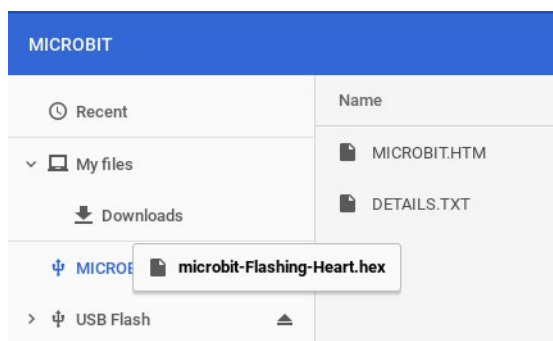 MICROBIT
Recent
My files
Downloads
MICROB
microbit-Flashing-Heart.hex
USB Flash
Name
MICROBIT.HTM
DETAILS.TXT